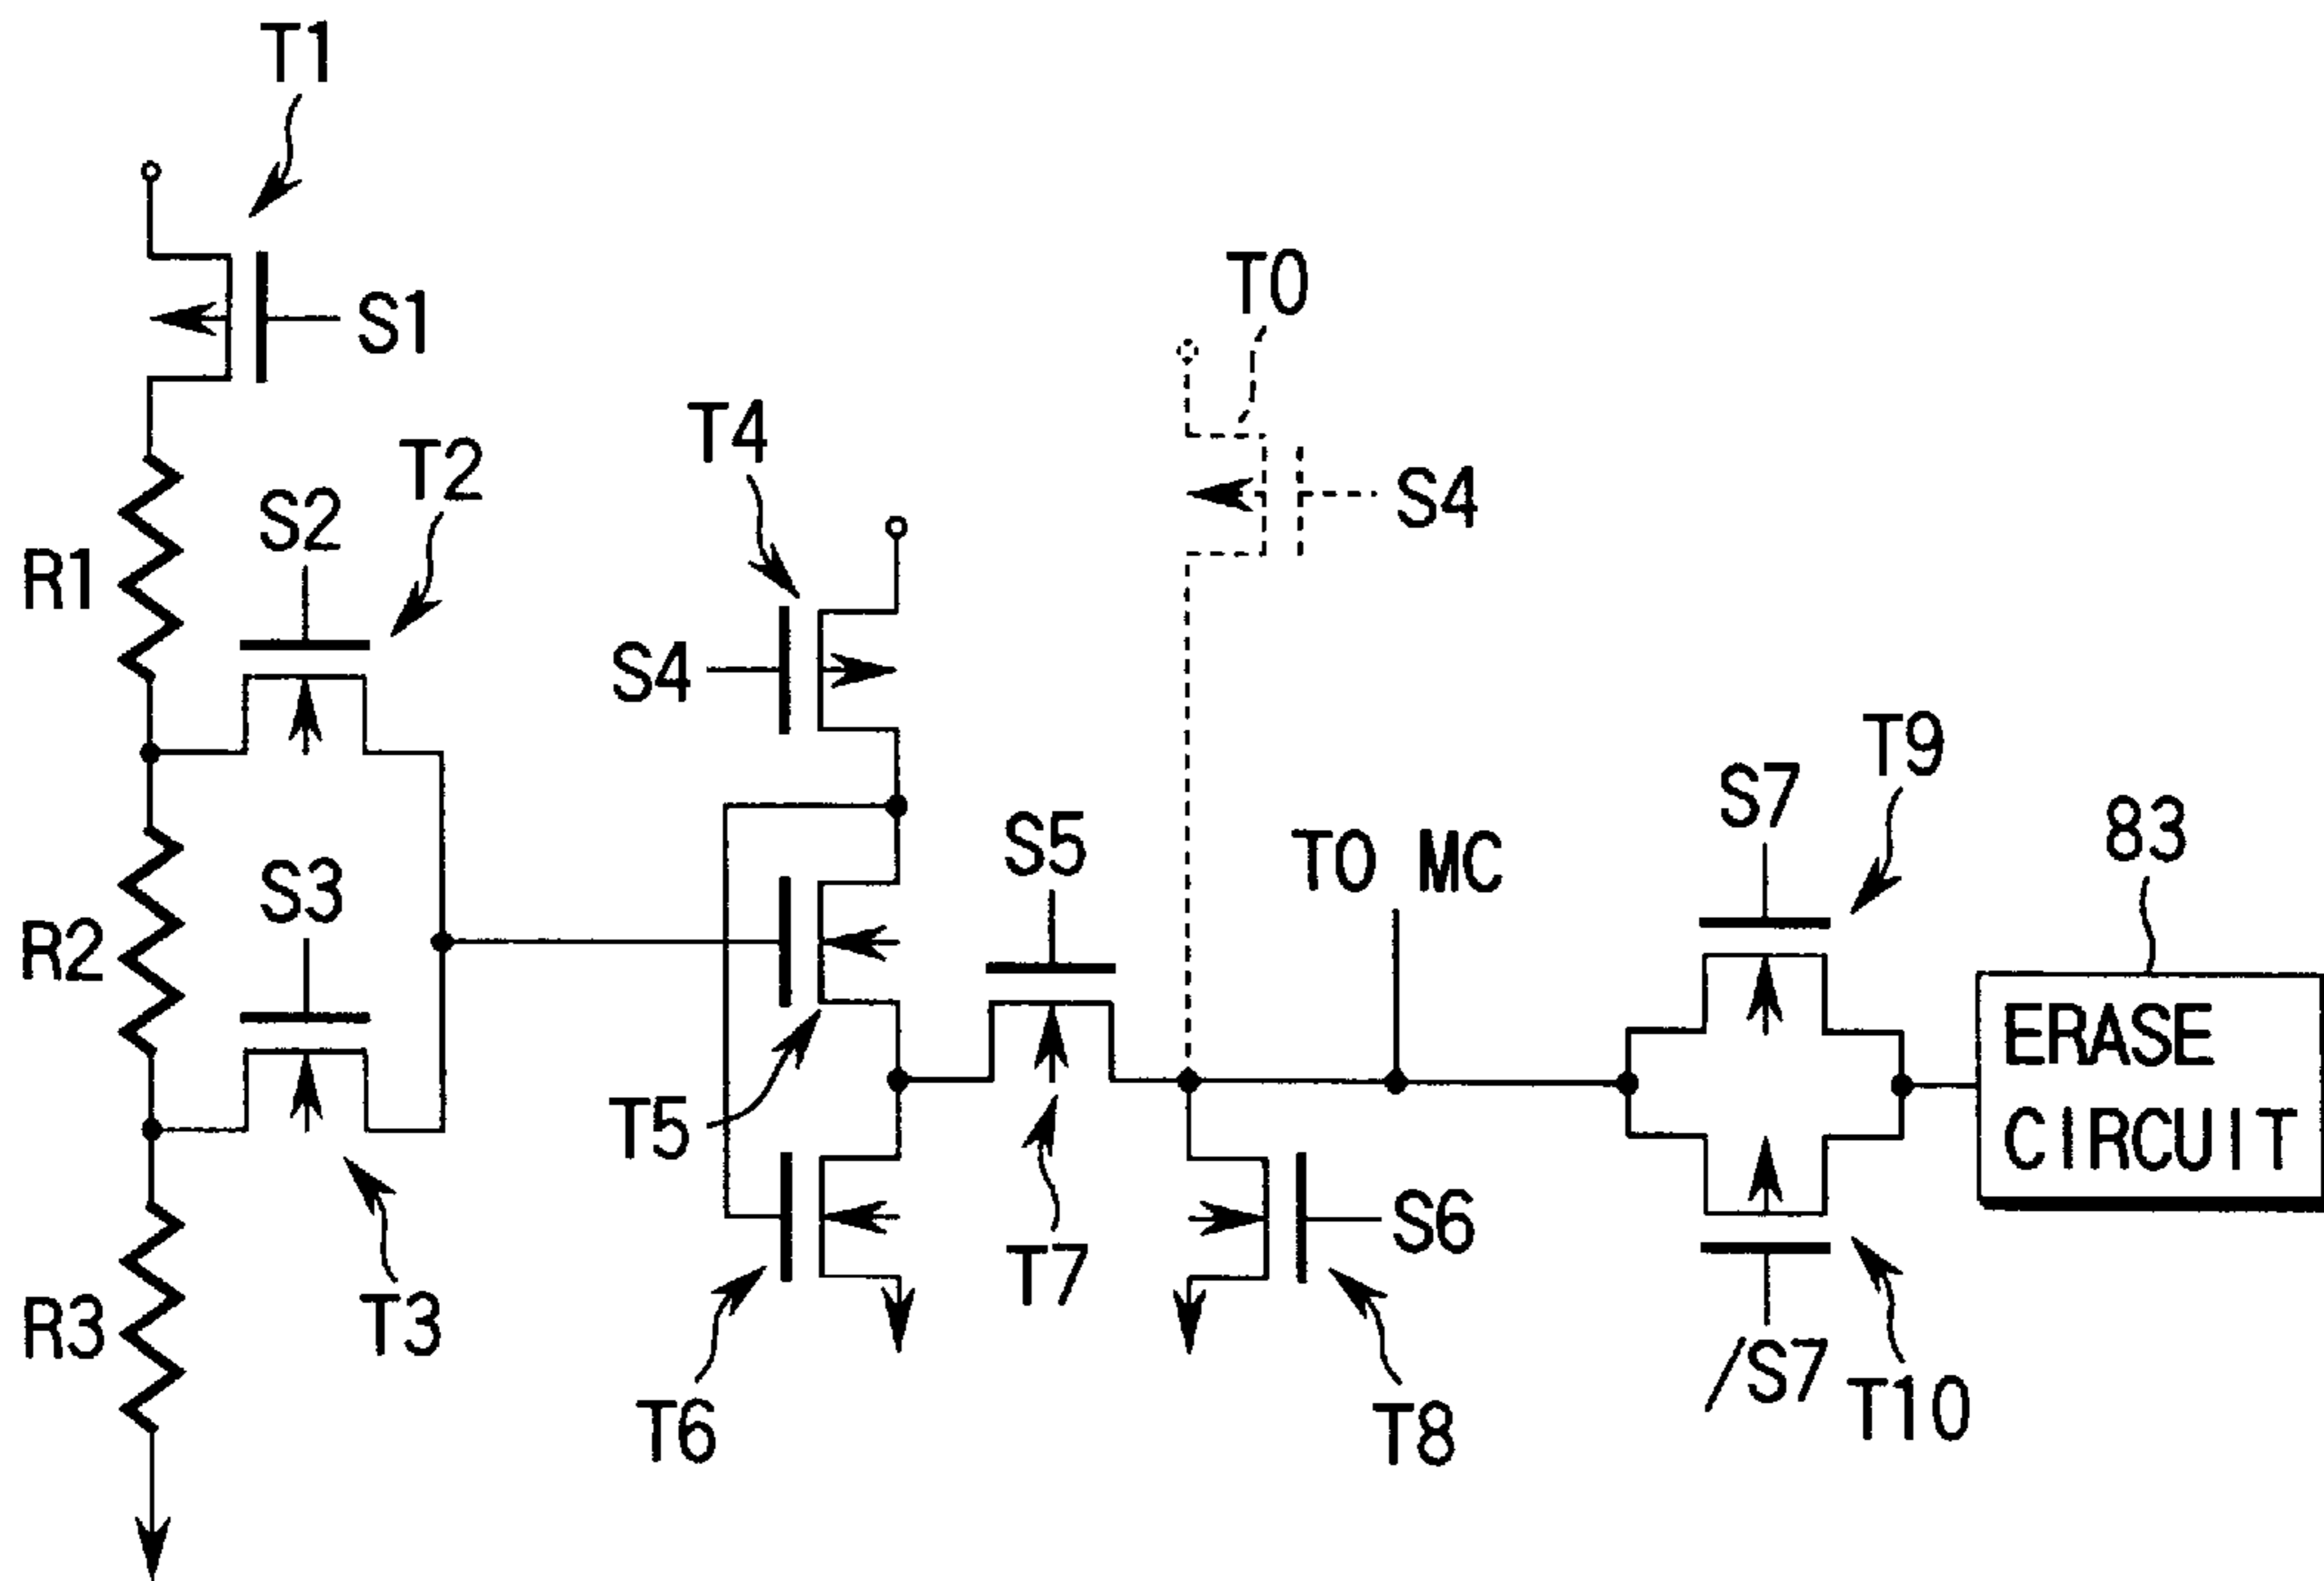 T1
S1
T0
S4
T4
T2
S2
R1
S4
T9
S7
S5
TO MC
83
S3
R2
ERASE
CIRCUIT
T5
S6
T7
T3
R3
/S7
T10
T6
T8